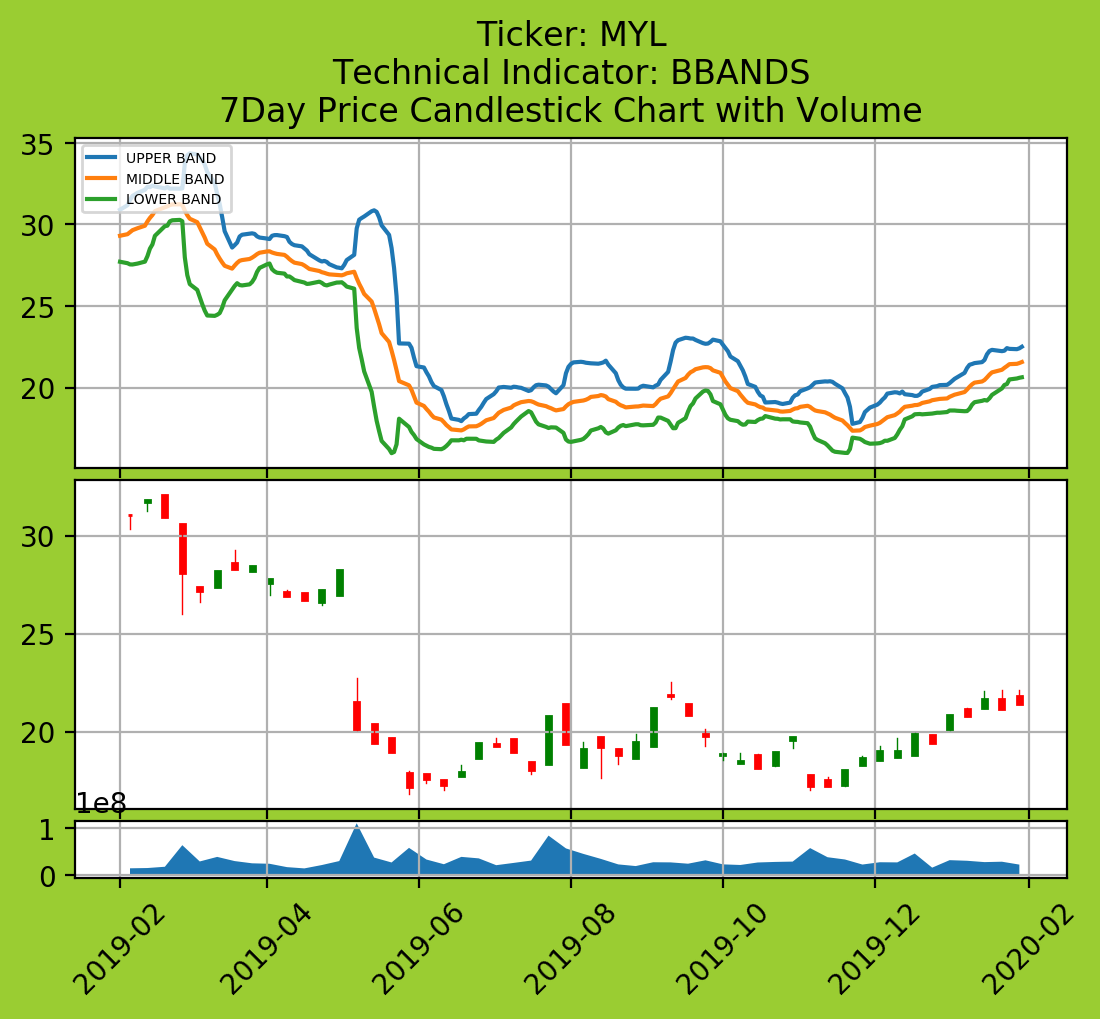 Ticker: MYL
Technical Indicator: BBANDS
7Day Price Candlestick Chart with Volume
35
30
25
20
UPPER BAND
MIDDLE BAND
LOWER BAND
30
25
20
1e8
1
0
2019-02
2019-04
2019-06
2019-08
2019-10
2019-12
2020-02